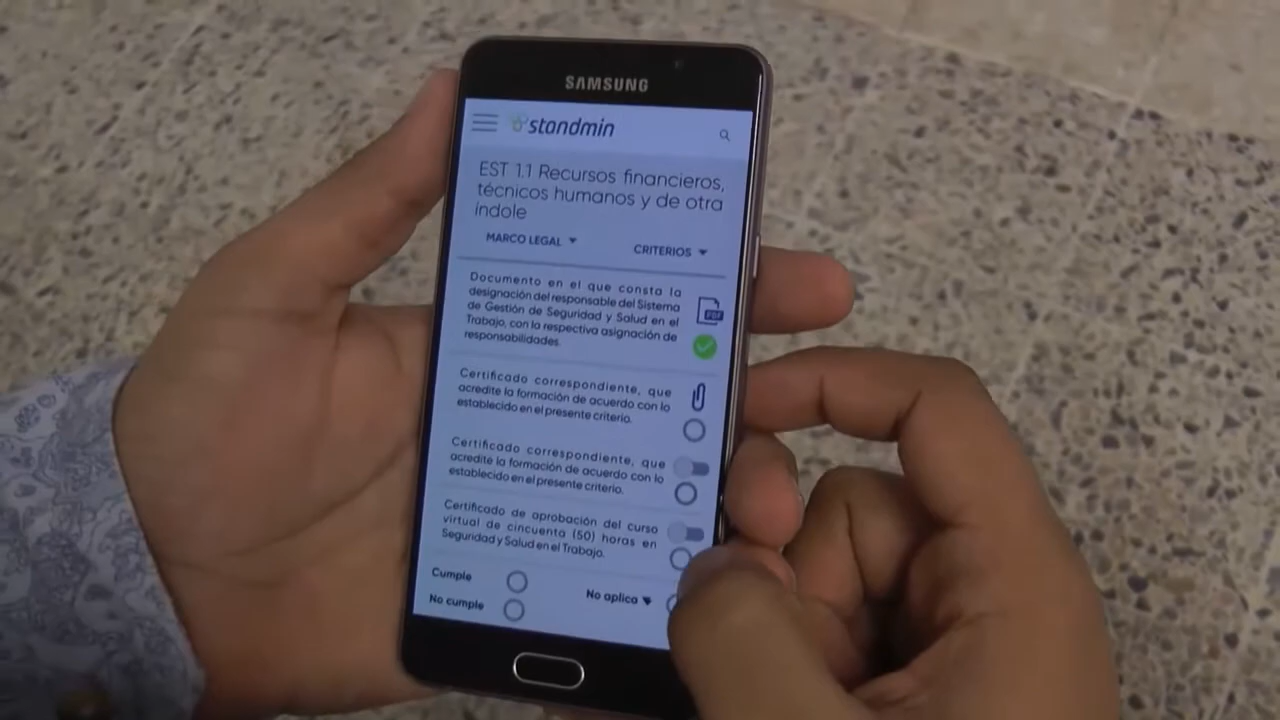 SAMSUNG
standmin
EST 1.1 Recursos financieros,
técnicos humanos y de otra
índole
MARCO LEGAL
CRITERIOS
Documento en el que consta la
designación del responsable del Sistema
de Gestión de Seguridad y Salud en el
Trabajo, con la respectiva asignación de
responsabilidades.
PDF
Certificado correspondiente, que
acredite la formación de acuerdo con lo
establecido en el presente criterio.
Certificado correspondiente, que
acredite la formación de acuerdo con lo
establecido en el presente criterio.
Certificado de aprobación del curso
virtual de cincuenta (50) horas en
Seguridad y Salud en el Trabajo.
Cumple
No aplica
No cumple